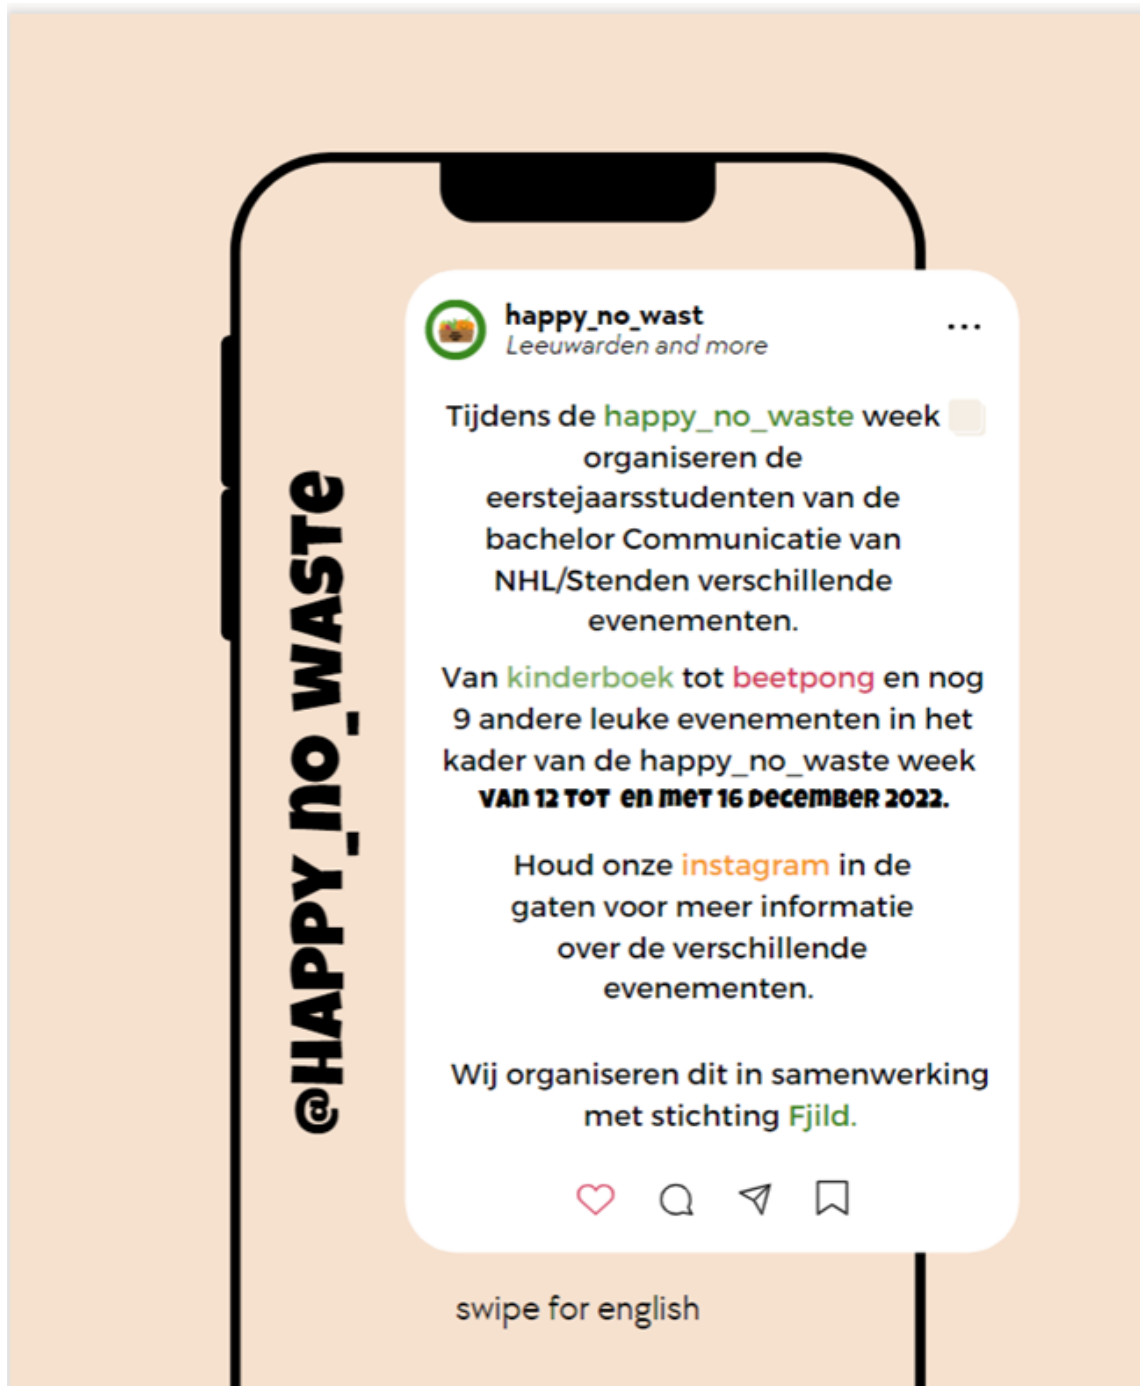 @HAPPY_no_WASTe
happy_no_wast
Leeuwarden and more
Tijdens de happy_no_waste week
organiseren de
eerstejaarsstudenten van de
bachelor Communicatie van
NHL/Stenden verschillende
evenementen.
Van kinderboek tot beetpong en nog
9 andere leuke evenementen in het
kader van de happy_no_waste week
van 12 tot en met 16 december 2022.
Houd onze instagram in de
gaten voor meer informatie
over de verschillende
evenementen.
Wij organiseren dit in samenwerking
met stichting Fjild.
swipe for english